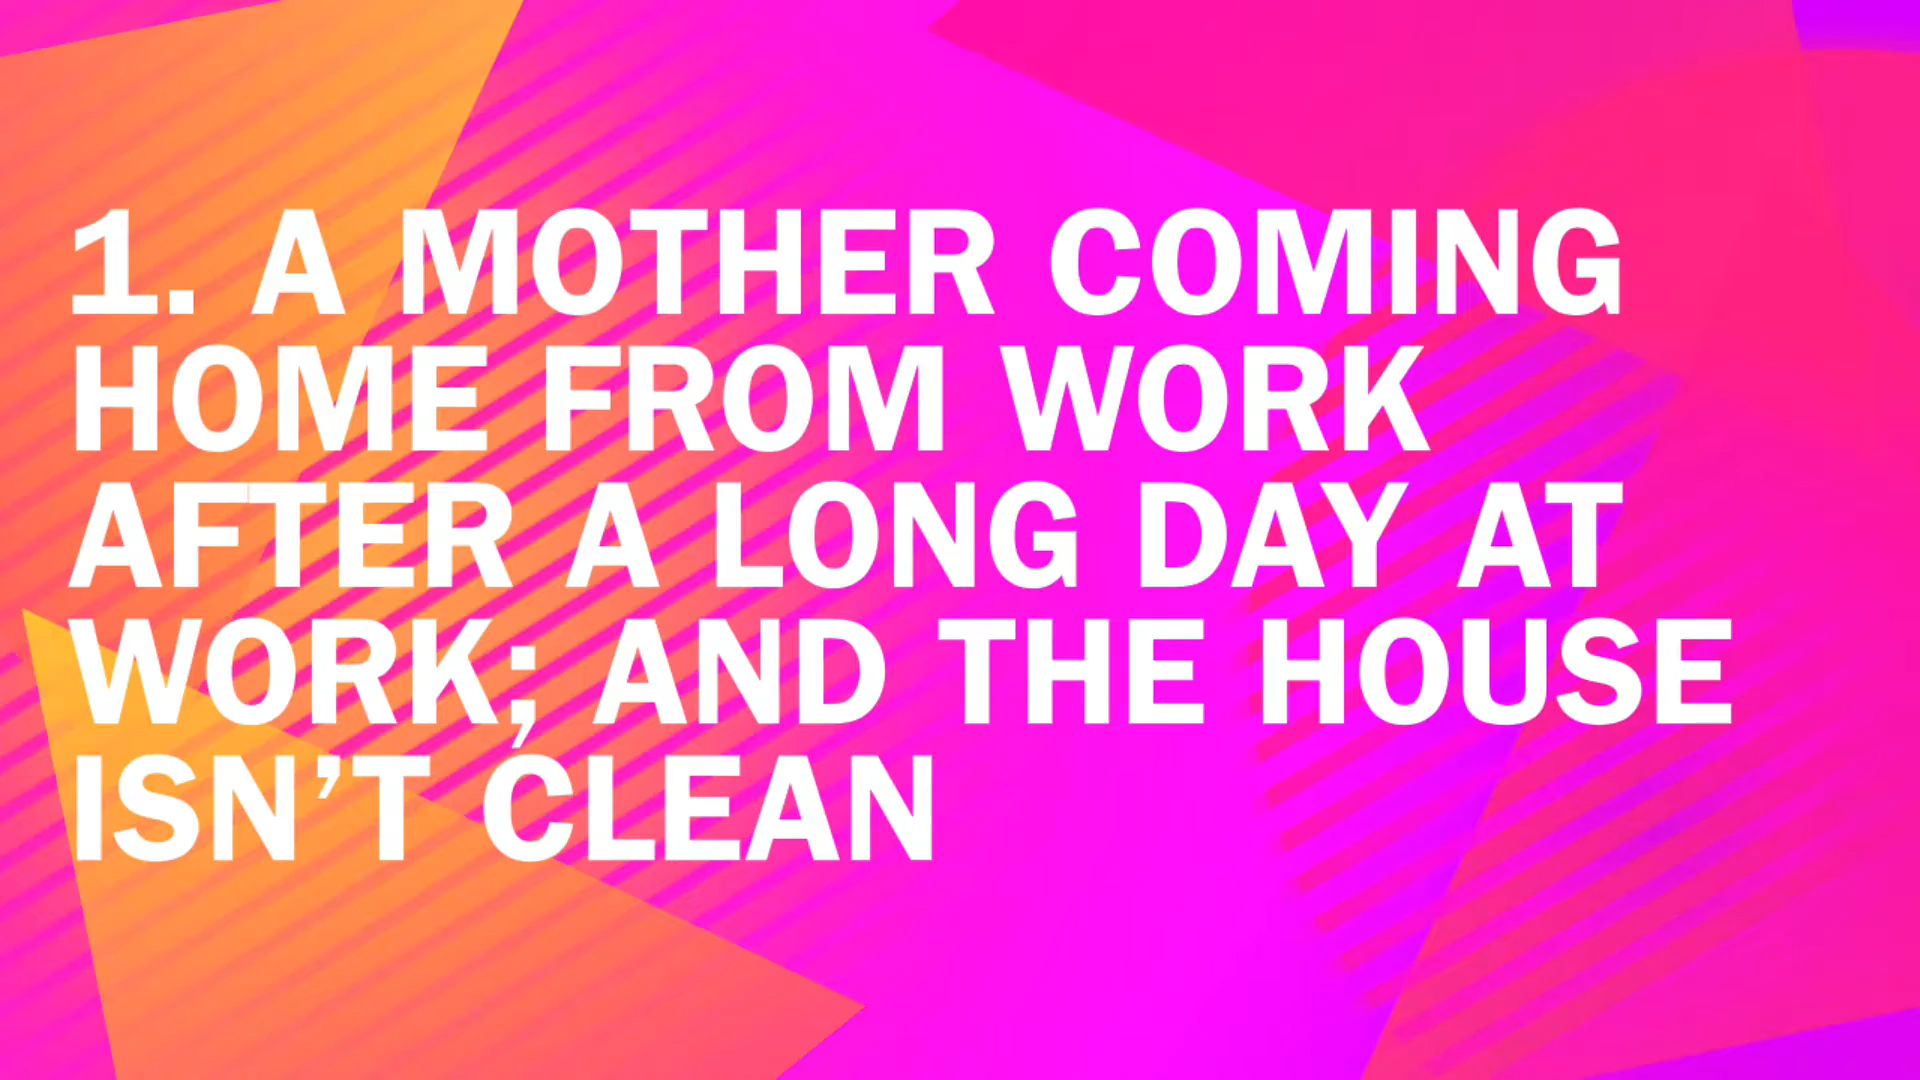 1. A MOTHER COMING
HOME FROM WORK
AFTER A LONG DAY AT
WORK; AND THE HOUSE
ISN’T CLEAN